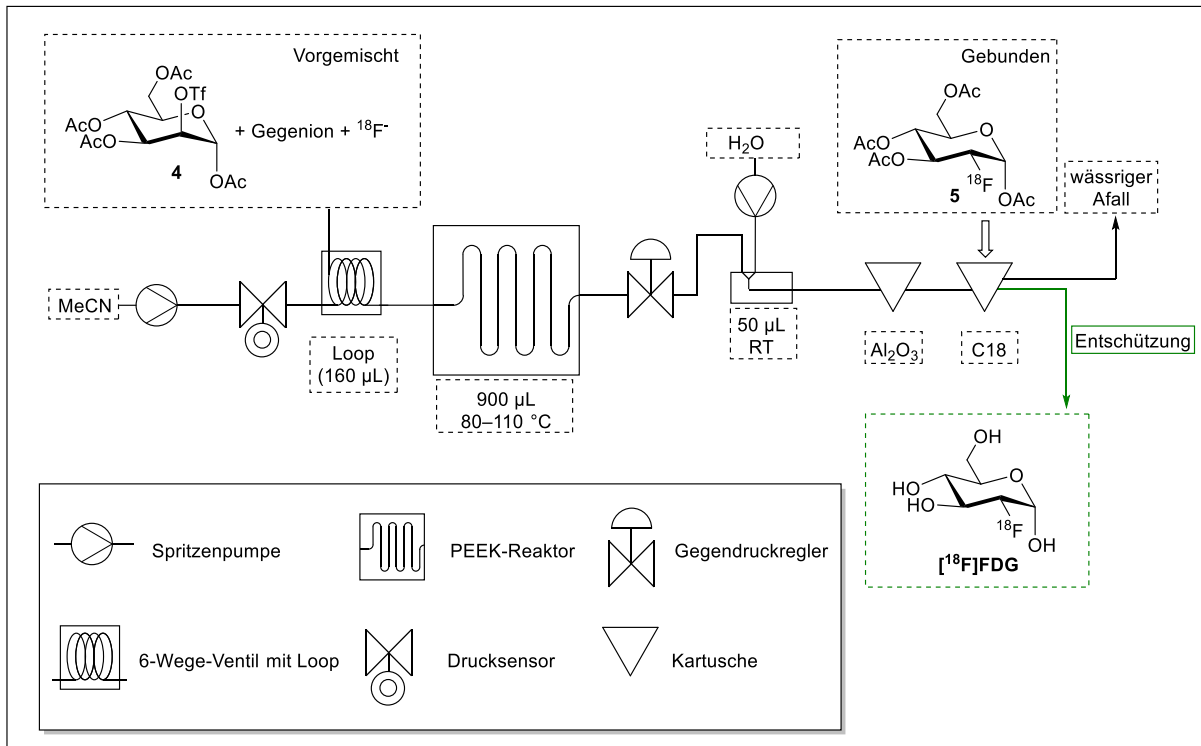 Vorgemischt
OAc
OTf
O
AcO
AcO
OAc
4
+ Gegenion + ¹⁸F⁻
Gebunden
OAc
O
AcO
AcO
¹⁸F
OAc
5
H₂O
wässriger
Afall
MeCN
Loop
(160 µL)
900 µL
80–110 °C
50 µL
RT
Al₂O₃
C18
Entschützung
OH
O
HO
HO
¹⁸F
OH
[¹⁸F]FDG
Spritzenpumpe
PEEK-Reaktor
Gegendruckregler
6-Wege-Ventil mit Loop
Drucksensor
Kartusche